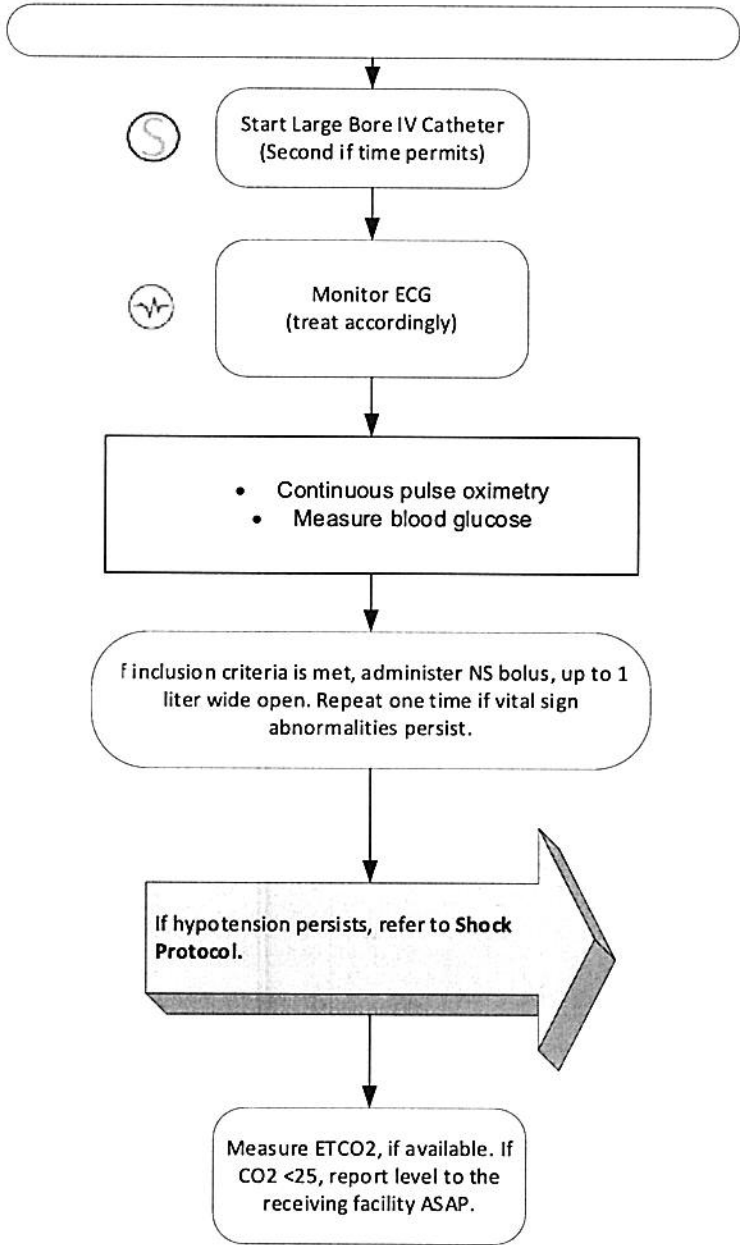 S
Start Large Bore IV Catheter
(Second if time permits)
Monitor ECG
(treat accordingly)
• Continuous pulse oximetry
• Measure blood glucose
f inclusion criteria is met, administer NS bolus, up to 1
liter wide open. Repeat one time if vital sign
abnormalities persist.
If hypotension persists, refer to Shock
Protocol.
Measure ETCO2, if available. If
CO2 <25, report level to the
receiving facility ASAP.